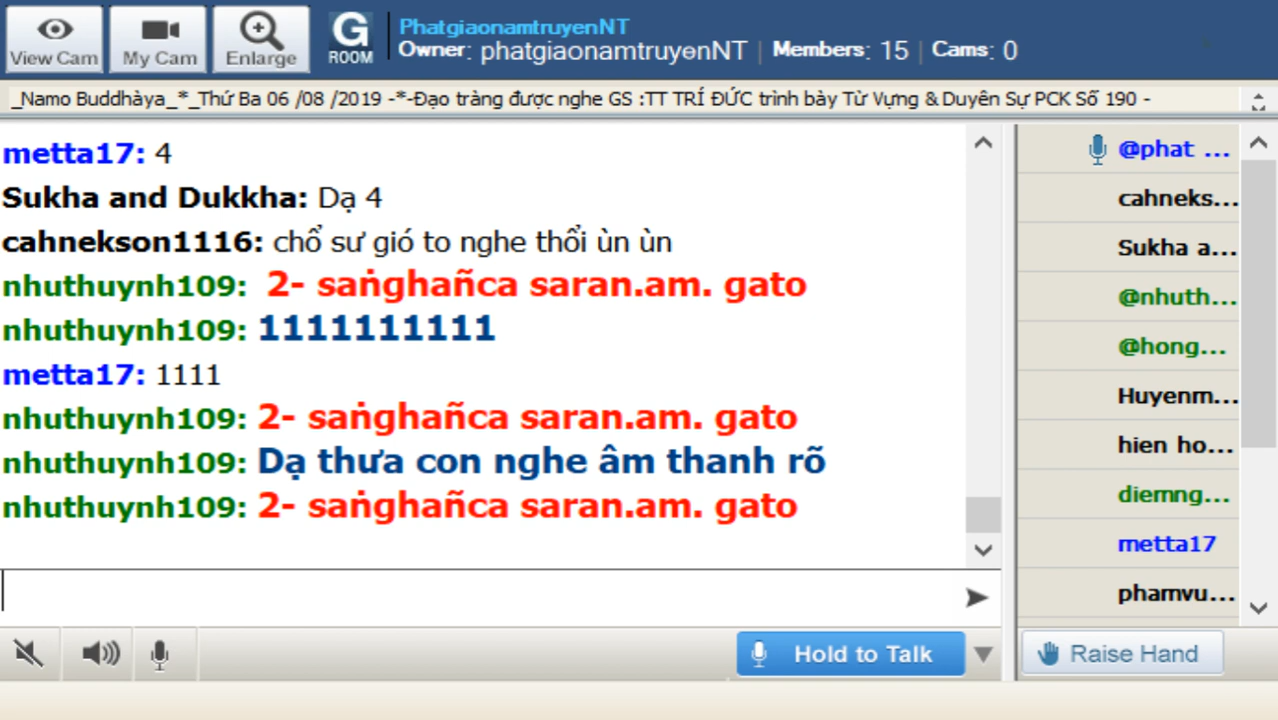 View Cam
My Cam
Enlarge
G
ROOM
PhatgiaonamtruyenNT
Owner: phatgiaonamtruyenNT | Members: 15 | Cams: 0
_Namo Buddhàya_*_Thứ Ba 06 /08 /2019 -*-Đạo tràng được nghe GS :TT TRÍ ĐỨC trình bày Từ Vựng & Duyên Sự PCK Số 190 -
metta17: 4
Sukha and Dukkha: Dạ 4
cahnekson1116: chổ sư gió to nghe thổi ùn ùn
nhuthuynh109: 2- saṅghañca saran.am. gato
nhuthuynh109: 1111111111
metta17: 1111
nhuthuynh109: 2- saṅghañca saran.am. gato
nhuthuynh109: Dạ thưa con nghe âm thanh rõ
nhuthuynh109: 2- saṅghañca saran.am. gato
@phat ...
cahneks...
Sukha a...
@nhuth...
@hong...
Huyenm...
hien ho...
diemng...
metta17
phamvu...
Hold to Talk
Raise Hand